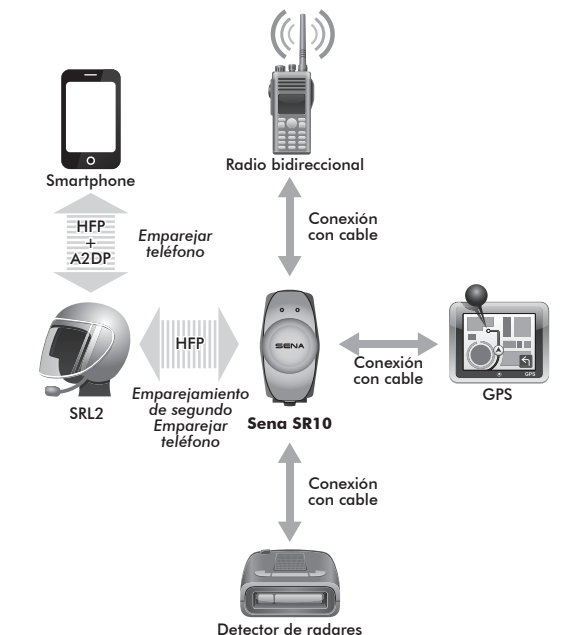 Radio bidireccional
Smartphone
HFP
+
A2DP
Emparejar
teléfono
Conexión
con cable
HFP
SENA
Conexión
con cable
GPS
GPS
SRL2
Emparejamiento
de segundo
Emparejar
teléfono
Sena SR10
Conexión
con cable
Detector de radares